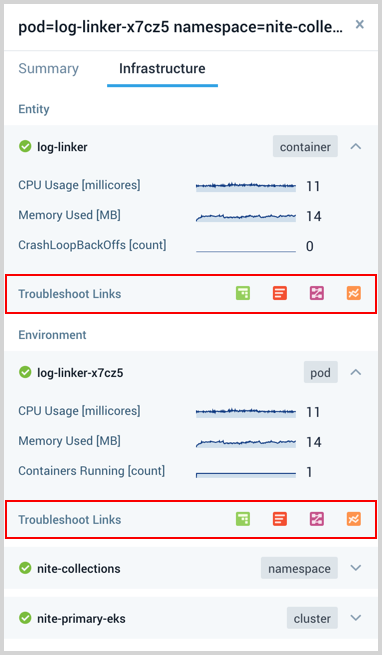 pod=log-linker-x7cz5 namespace=nite-colle... ×
Summary Infrastructure
Entity
log-linker container
CPU Usage [millicores] 11
Memory Used [MB] 14
CrashLoopBackOffs [count] 0
Troubleshoot Links
Environment
log-linker-x7cz5 pod
CPU Usage [millicores] 11
Memory Used [MB] 14
Containers Running [count] 1
Troubleshoot Links
nite-collections namespace
nite-primary-eks cluster